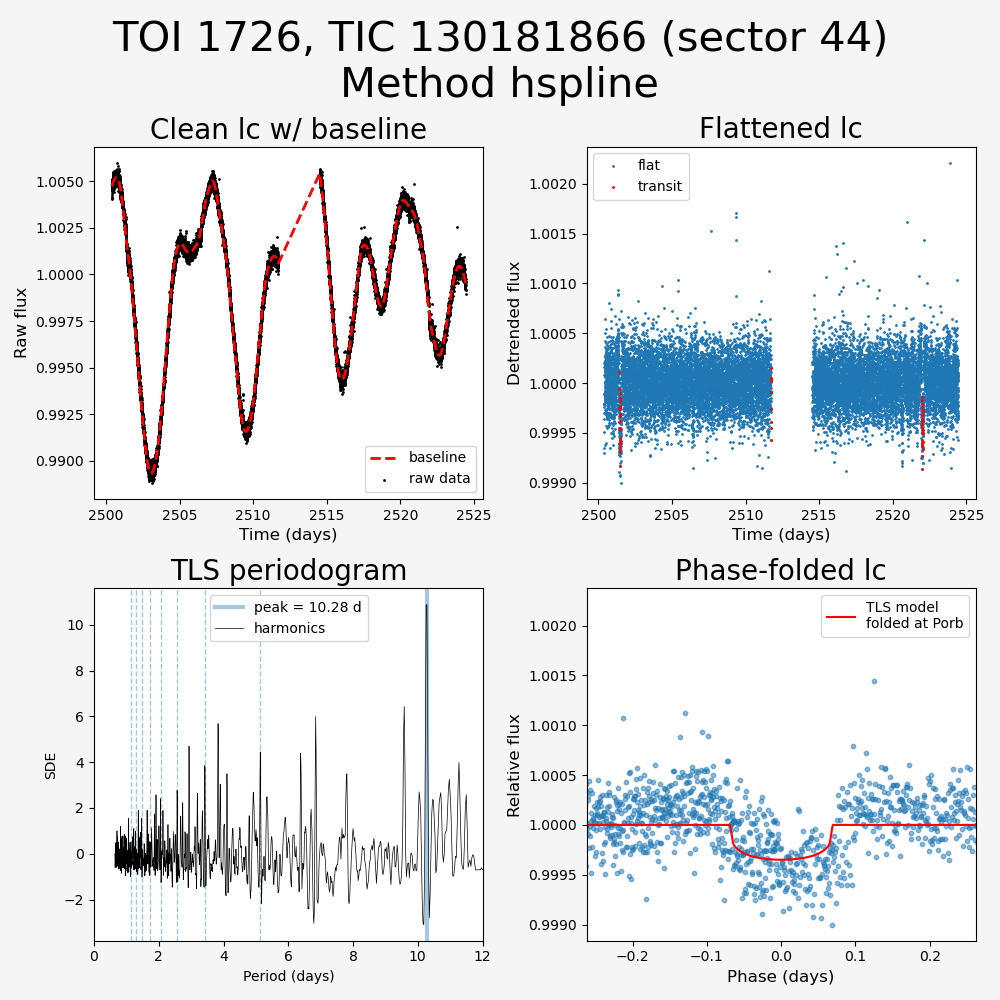 TOI 1726, TIC 130181866 (sector 44)
Method hspline
Clean lc w/ baseline
Raw flux
1.0050
1.0025
1.0000
0.9975
0.9950
0.9925
0.9900
baseline
raw data
2500
2505
2510
2515
2520
2525
Time (days)
Flattened lc
Detrended flux
1.0020
1.0015
1.0010
1.0005
1.0000
0.9995
0.9990
flat
transit
2500
2505
2510
2515
2520
2525
Time (days)
TLS periodogram
SDE
10
8
6
4
2
0
−2
peak = 10.28 d
harmonics
0
2
4
6
8
10
12
Period (days)
Phase-folded lc
Relative flux
1.0020
1.0015
1.0010
1.0005
1.0000
0.9995
0.9990
TLS model
folded at Porb
−0.2
−0.1
0.0
0.1
0.2
Phase (days)